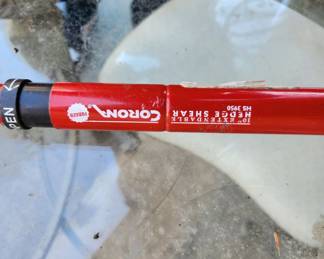 CORONA
10" EXTENDABLE
HEDGE SHEAR
HS 3950